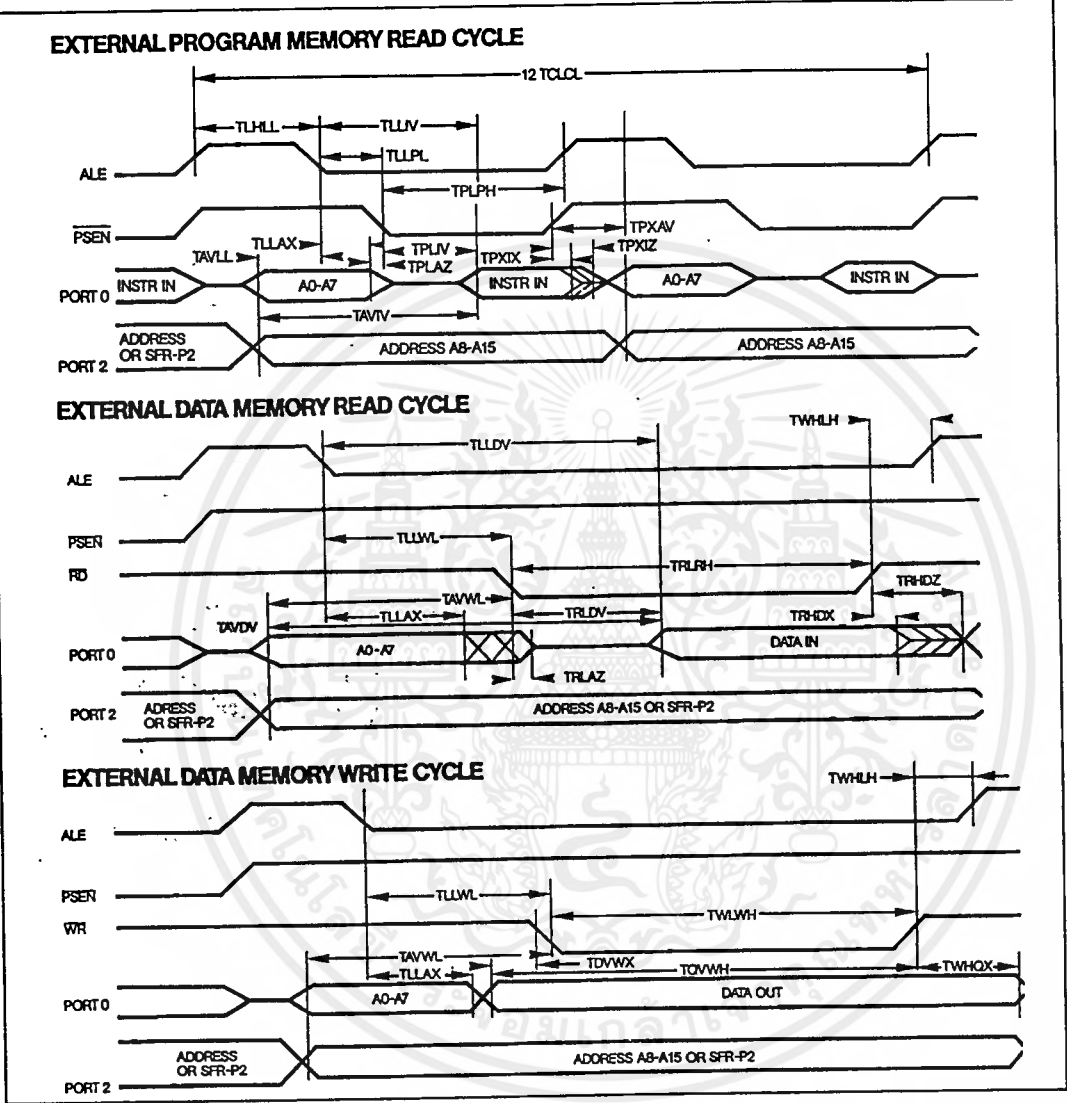 EXTERNAL PROGRAM MEMORY READ CYCLE
12 TCLCL
TLHLL
TLLIV
TLLPL
ALE
TPLPH
PSEN
TLLAX
TPLIV
TPXAV
TAVLL
TPLAZ
TPXIX
TPXIZ
PORT 0
INSTR IN
A0-A7
INSTR IN
A0-A7
INSTR IN
TAVIV
ADDRESS
OR SFR-P2
ADDRESS A8-A15
ADDRESS A8-A15
PORT 2
EXTERNAL DATA MEMORY READ CYCLE
TWHLH
TLLDV
ALE
PSEN
TLLWL
TRLRH
RD
TRHDZ
TAVWL
TAVDV
TLLAX
TRLDV
TRHDX
PORT 0
A0-A7
DATA IN
TRLAZ
PORT 2
ADRESS
OR SFR-P2
ADDRESS A8-A15 OR SFR-P2
EXTERNAL DATA MEMORY WRITE CYCLE
TWHLH
ALE
PSEN
TLLWL
TWLWH
WR
TAVWL
TDVWX
TQVWH
TWHQX
TLLAX
PORT 0
A0-A7
DATA OUT
ADDRESS
OR SFR-P2
ADDRESS A8-A15 OR SFR-P2
PORT 2